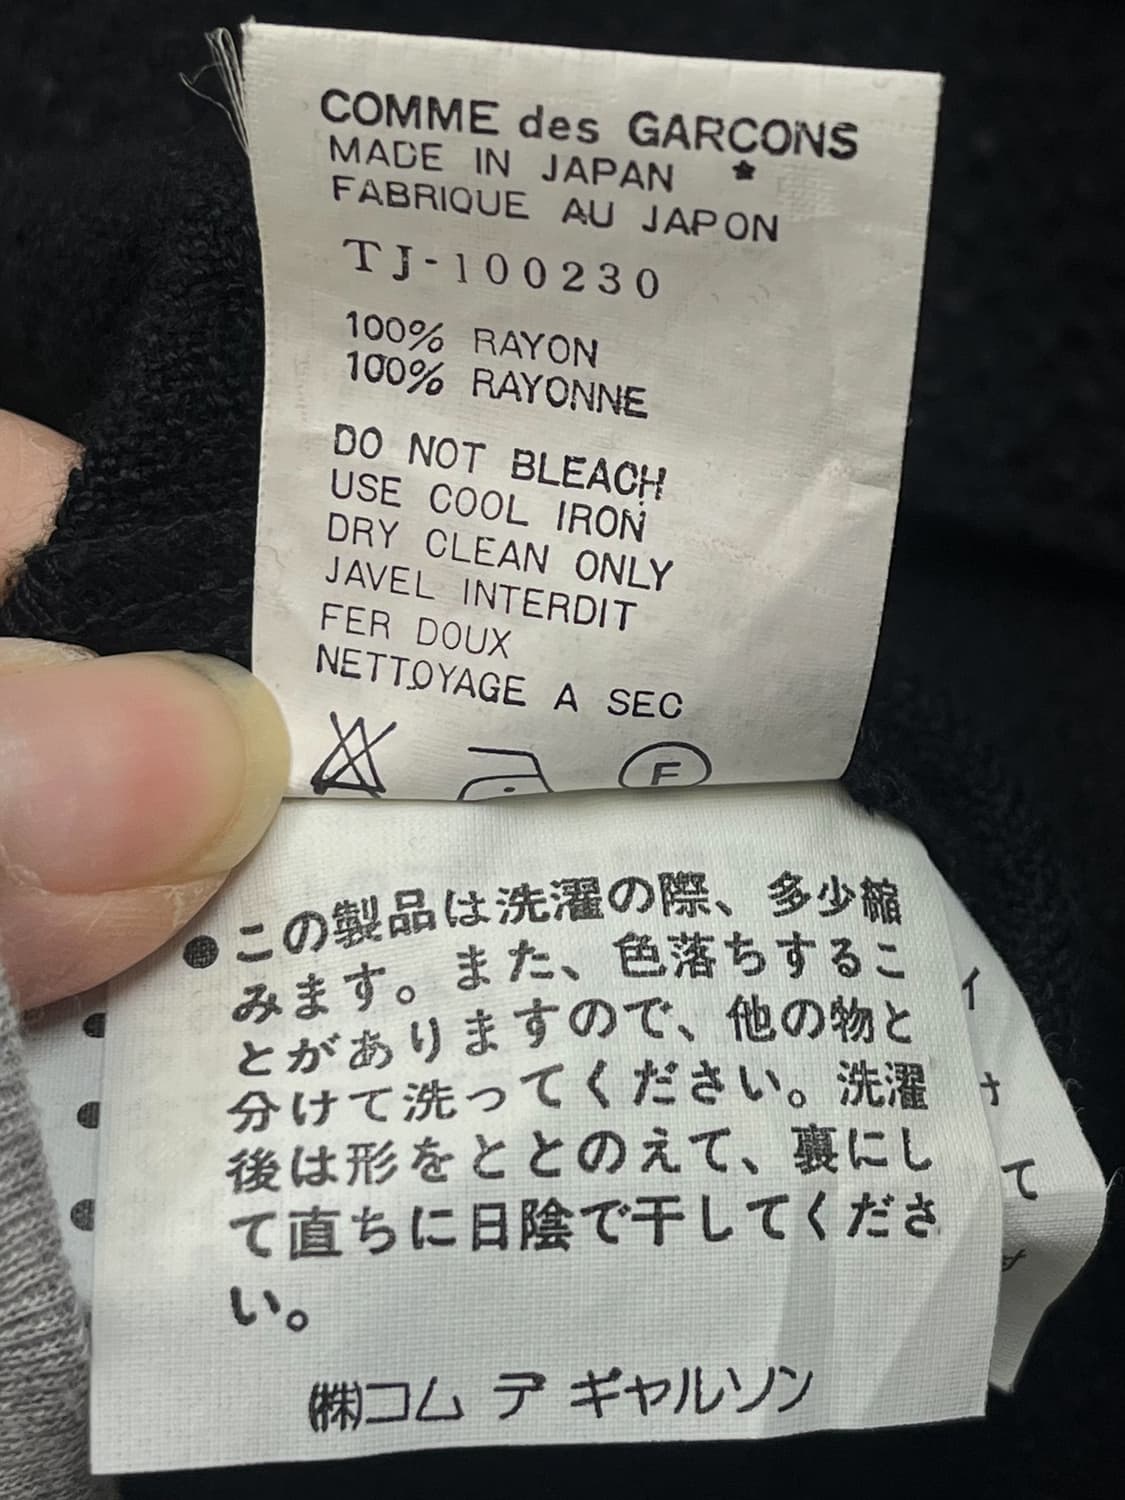 COMME des GARCONS
MADE IN JAPAN *
FABRIQUE AU JAPON
TJ-100230
100% RAYON
100% RAYONNE
DO NOT BLEACH
USE COOL IRON
DRY CLEAN ONLY
JAVEL INTERDIT
FER DOUX
NETTOYAGE A SEC
F
●この製品は洗濯の際、多少縮
みます。また、色落ちするこ
とがありますので、他の物と
分けて洗ってください。洗濯
後は形をととのえて、裏にし
て直ちに日陰で干してくださ
い。
㈱コム デ ギャルソン
イ
て